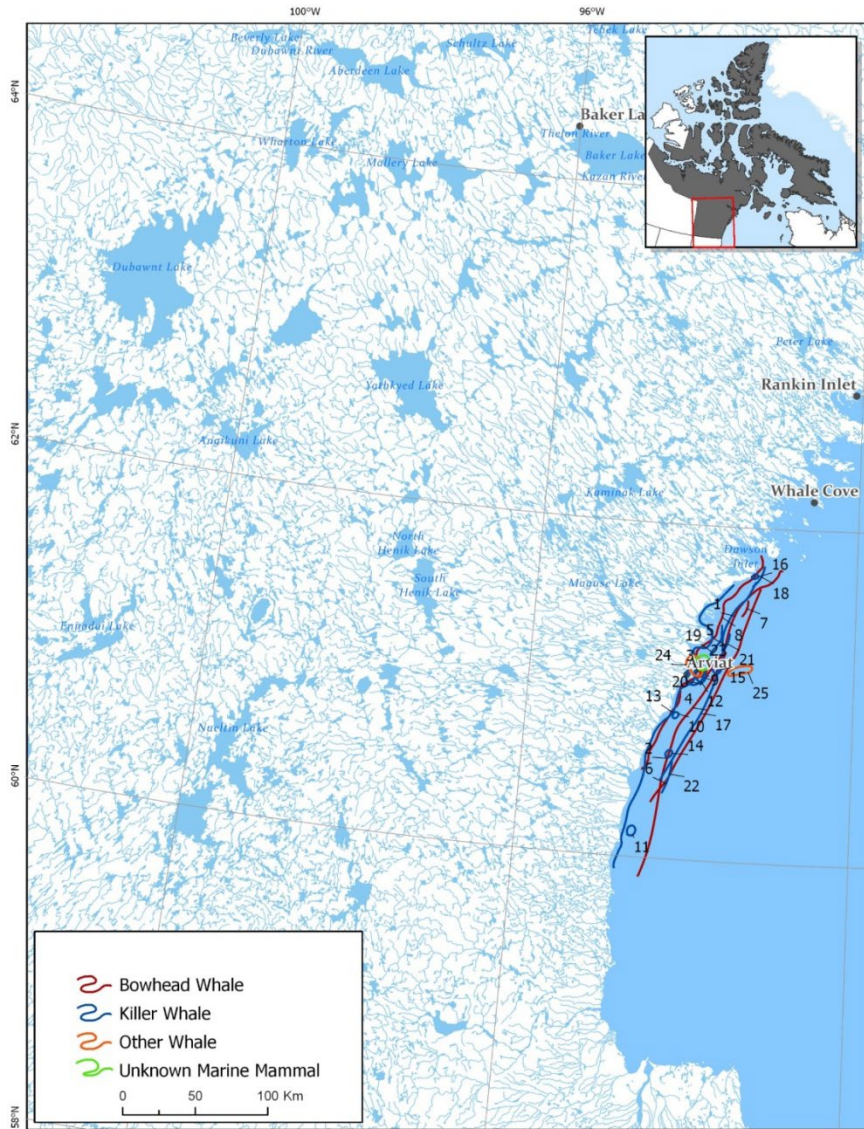 100°W
96°W
64°N
62°N
60°N
58°N
Beverly Lake
Dubawnt River
Aberdeen Lake
Schultz Lake
Tehek Lake
Baker La
Wharton Lake
Mallery Lake
Thelon River
Baker Lake
Kazan River
Dubawnt Lake
Peter Lake
Yathkyed Lake
Rankin Inlet
Angikuni Lake
Kaminak Lake
Whale Cove
North
Henik Lake
South
Henik Lake
Maguse Lake
Dawson
Inlet
Ennadai Lake
Nueltin Lake
Arviat
16
18
1
7
5
8
19
23
3
24
21
15
25
20
9
4
13
12
17
10
2
14
6
22
11
Bowhead Whale
Killer Whale
Other Whale
Unknown Marine Mammal
0 50 100 Km